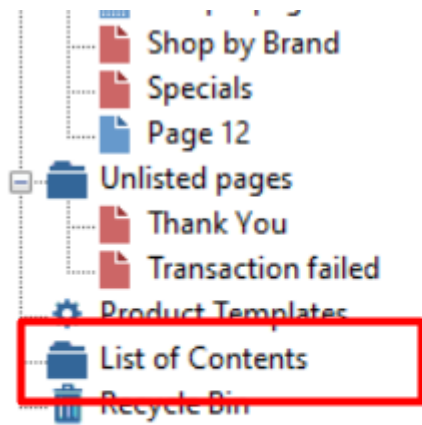 Shop by Brand
Specials
Page 12
Unlisted pages
Thank You
Transaction failed
Product Templates
List of Contents
Recycle Bin